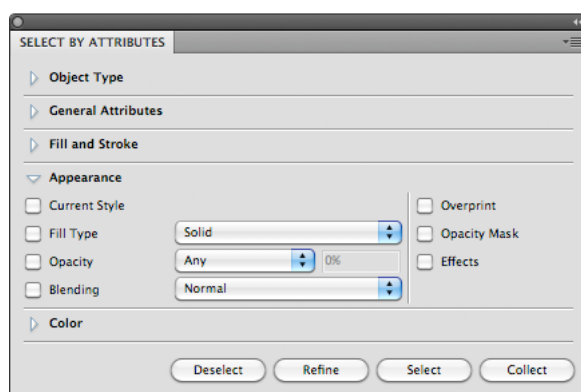 SELECT BY ATTRIBUTES
Object Type
General Attributes
Fill and Stroke
Appearance
Current Style
Overprint
Fill Type Solid
Opacity Mask
Opacity Any 0%
Effects
Blending Normal
Color
Deselect Refine Select Collect